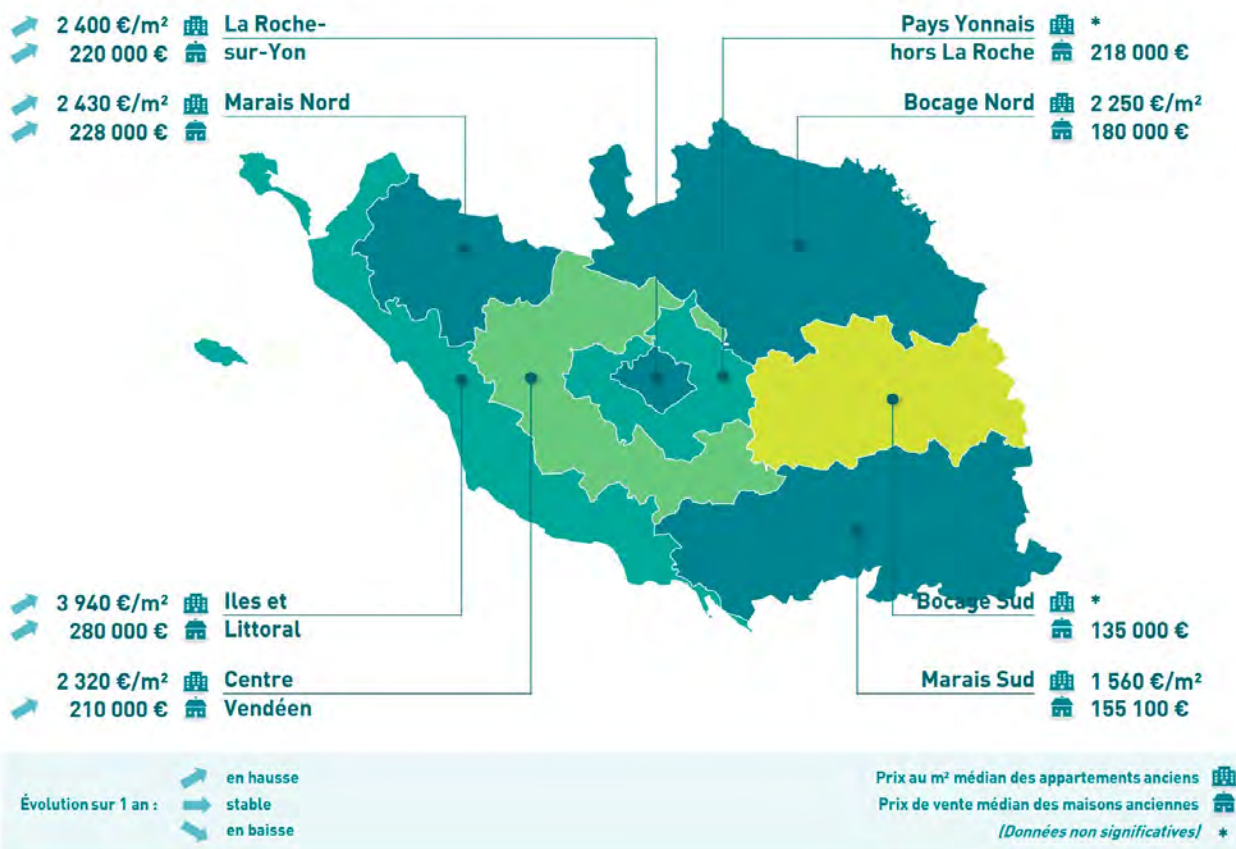 2 400 €/m² La Roche-
220 000 € sur-Yon
2 430 €/m² Marais Nord
228 000 €
Pays Yonnais *
hors La Roche 218 000 €
Bocage Nord 2 250 €/m²
180 000 €
3 940 €/m² Iles et
280 000 € Littoral
2 320 €/m² Centre
210 000 € Vendéen
Bocage Sud *
135 000 €
Marais Sud 1 560 €/m²
155 100 €
Évolution sur 1 an :
en hausse
stable
en baisse
Prix au m² médian des appartements anciens
Prix de vente médian des maisons anciennes
(Données non significatives) *